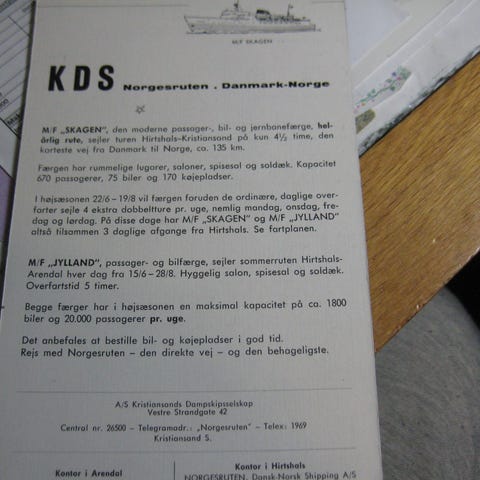 M/F SKAGEN
KDS Norgesruten . Danmark-Norge
M/F „SKAGEN", den moderne passager-, bil- og jernbonefærge, hel-
årlig rute, sejler turen Hirtshals-Kristiansand på kun 4½ time, den
korteste vej fra Danmark til Norge, ca. 135 km.
Færgen har rummelige lugarer, saloner, spisesal og soldæk. Kapacitet
670 passagerer, 75 biler og 170 køjepladser.
I højsæsonen 22/6 – 19/8 vil færgen foruden de ordinære, daglige over-
farter sejle 4 ekstra dobbeltture pr. uge, nemlig mandag, onsdag, fre-
dag og lørdag. På disse dage har M/F „SKAGEN" og M/F „JYLLAND"
altså tilsammen 3 daglige afgange fra Hirtshals. Se fartplanen.
M/F „JYLLAND", passager- og bilfærge, sejler sommerruten Hirtshals-
Arendal hver dag fra 15/6 – 28/8. Hyggelig salon, spisesal og soldæk.
Overfartstid 5 timer.
Begge færger har i højsæsonen en maksimal kapacitet på ca. 1800
biler og 20.000 passagerer pr. uge.
Det anbefales at bestille bil- og køjepladser i god tid.
Rejs med Norgesruten – den direkte vej – og den behageligste.
A/S Kristiansands Dampskipsselskap
Vestre Strandgate 42
Central nr. 26500 – Telegramadr.: „Norgesruten" – Telex: 1969
Kristiansand S.
Kontor i Arendal
Kontor i Hirtshals
NORGESRUTEN, Dansk-Norsk Shipping A/S